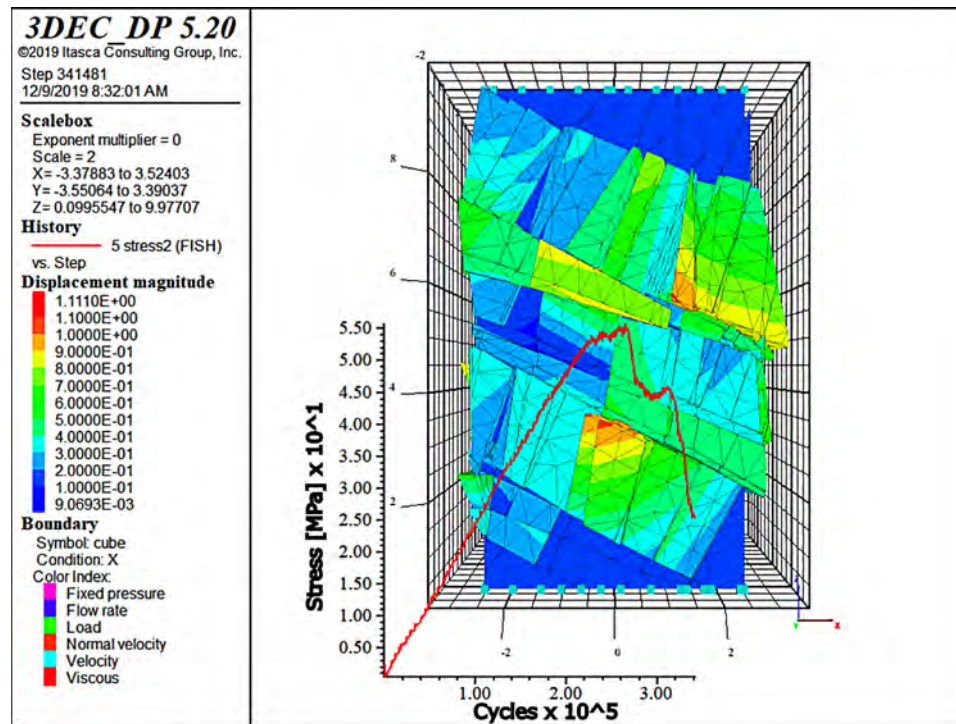 3DEC_DP 5.20
©2019 Itasca Consulting Group, Inc.
Step 341481
12/9/2019 8:32:01 AM
Scalebox
Exponent multiplier = 0
Scale = 2
X= -3.37883 to 3.52403
Y= -3.55064 to 3.39037
Z= 0.0995547 to 9.97707
History
5 stress2 (FISH)
vs. Step
Displacement magnitude
1.1110E+00
1.1000E+00
1.0000E+00
9.0000E-01
8.0000E-01
7.0000E-01
6.0000E-01
5.0000E-01
4.0000E-01
3.0000E-01
2.0000E-01
1.0000E-01
9.0693E-03
Boundary
Symbol: cube
Condition: X
Color Index:
Fixed pressure
Flow rate
Load
Normal velocity
Velocity
Viscous
-2
8
6
4
2
-2
0
2
5.50
5.00
4.50
4.00
3.50
3.00
2.50
2.00
1.50
1.00
0.50
Stress [MPa] x 10^1
1.00
2.00
3.00
Cycles x 10^5
Y
X